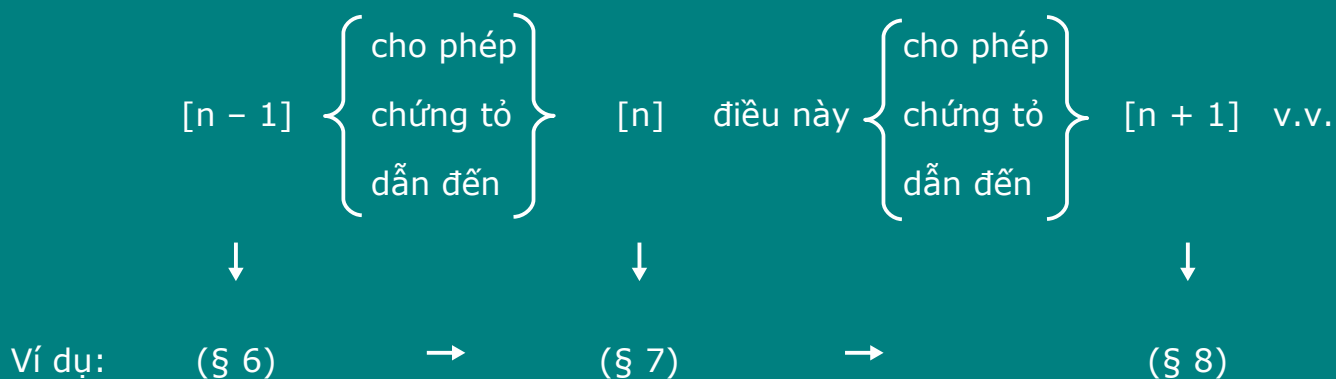 cho phép cho phép
[n – 1] chứng tỏ [n] điều này chứng tỏ [n + 1] v.v.
dẫn đến dẫn đến
↓ ↓ ↓
Ví dụ: (§ 6) → (§ 7) → (§ 8)